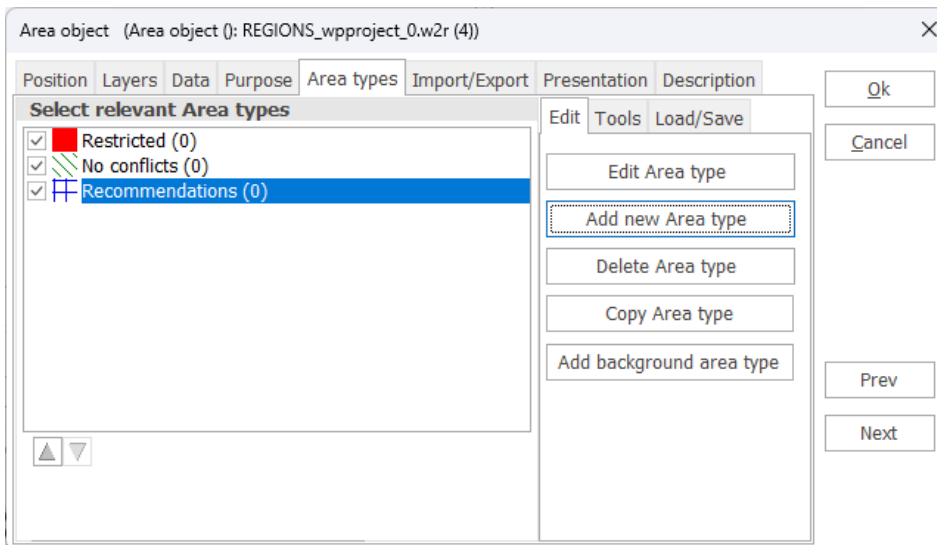 Area object (Area object (): REGIONS_wpproject_0.w2r (4))
Position Layers Data Purpose Area types Import/Export Presentation Description
Select relevant Area types
Restricted (0)
No conflicts (0)
Recommendations (0)
Edit Tools Load/Save
Edit Area type
Add new Area type
Delete Area type
Copy Area type
Add background area type
Ok
Cancel
Prev
Next